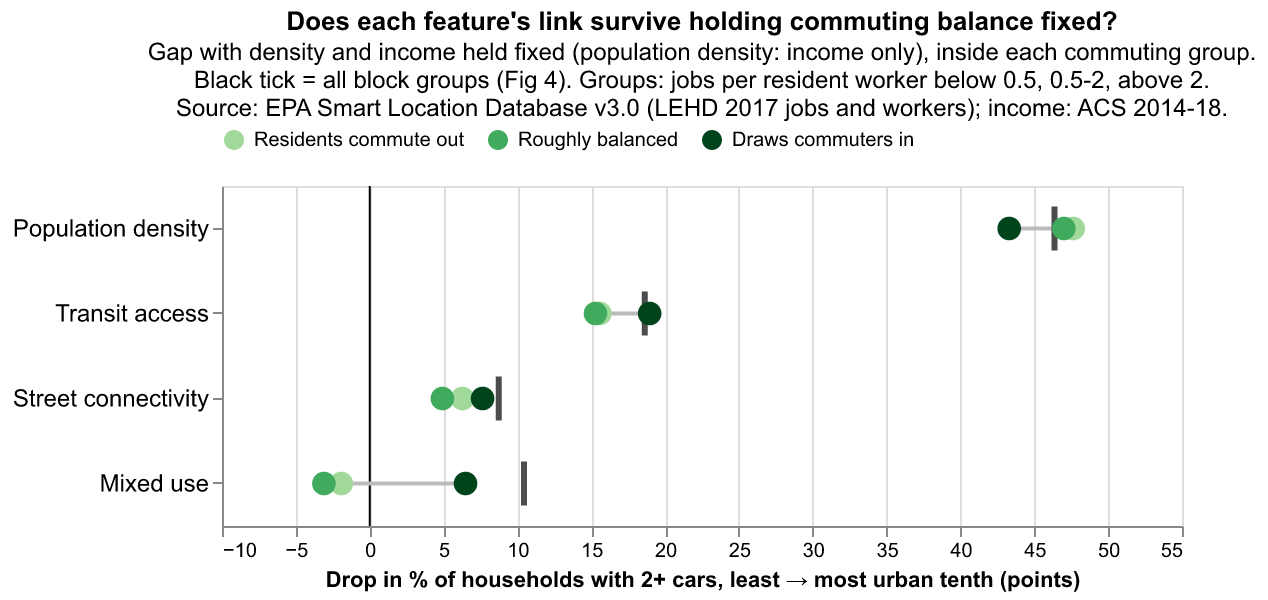 Does each feature's link survive holding commuting balance fixed?
Gap with density and income held fixed (population density: income only), inside each commuting group.
Black tick = all block groups (Fig 4). Groups: jobs per resident worker below 0.5, 0.5-2, above 2.
Source: EPA Smart Location Database v3.0 (LEHD 2017 jobs and workers); income: ACS 2014-18.
Residents commute out Roughly balanced Draws commuters in
Population density
Transit access
Street connectivity
Mixed use
−10 −5 0 5 10 15 20 25 30 35 40 45 50 55
Drop in % of households with 2+ cars, least → most urban tenth (points)